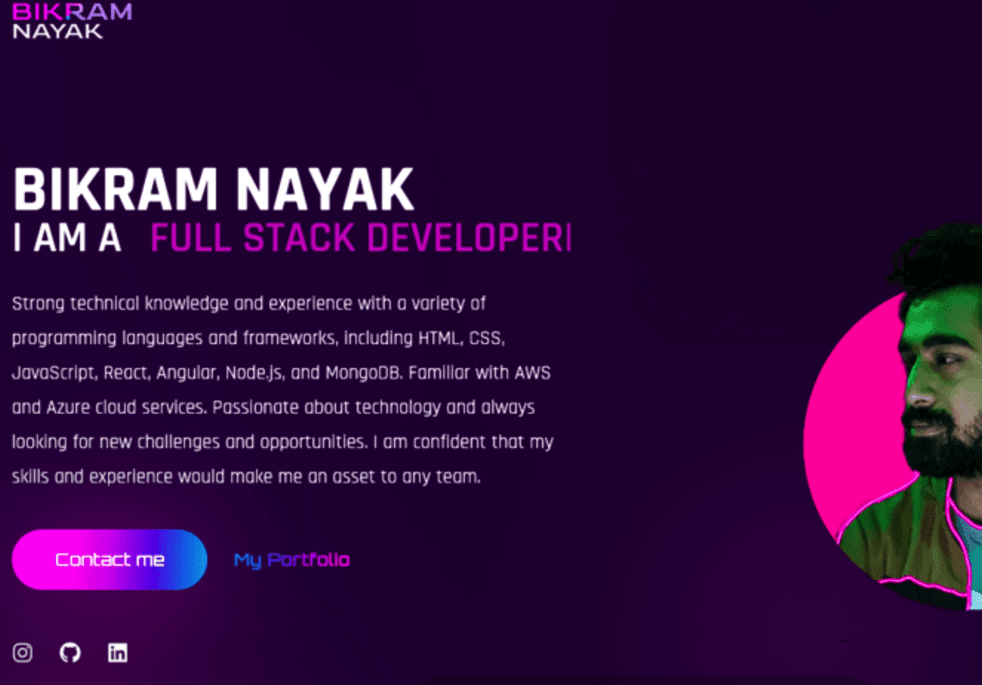 BIKRAM
NAYAK
BIKRAM NAYAK
I AM A FULL STACK DEVELOPER
Strong technical knowledge and experience with a variety of
programming languages and frameworks, including HTML, CSS,
JavaScript, React, Angular, Node.js, and MongoDB. Familiar with AWS
and Azure cloud services. Passionate about technology and always
looking for new challenges and opportunities. I am confident that my
skills and experience would make me an asset to any team.
Contact me My Portfolio
in